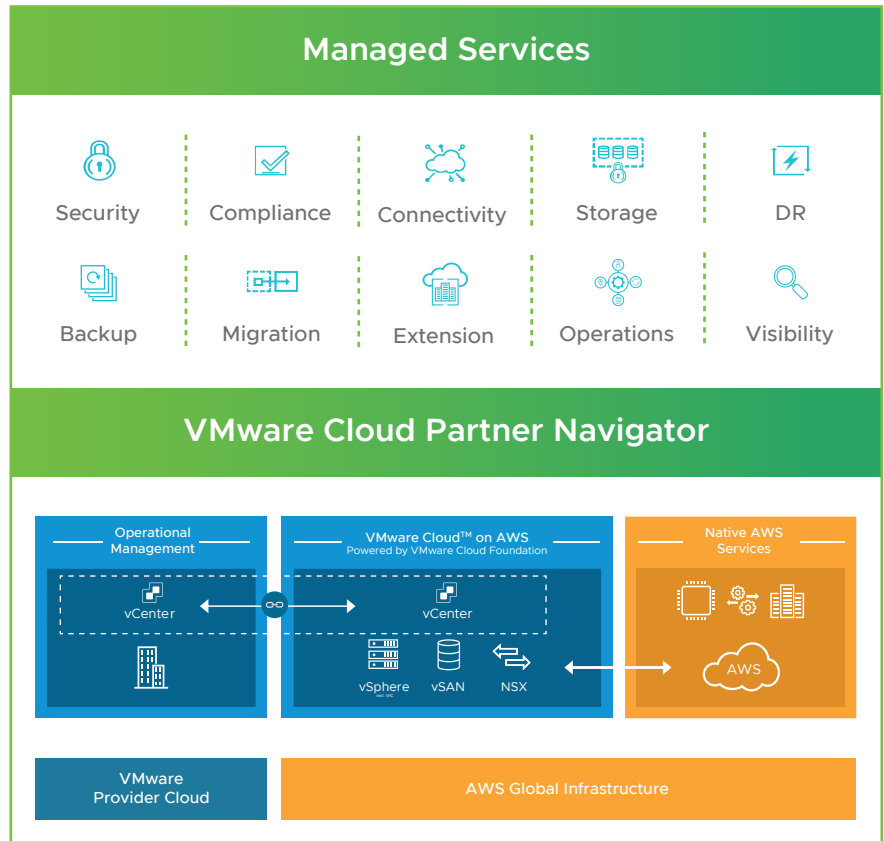 Managed Services
Security
Compliance
Connectivity
Storage
DR
Backup
Migration
Extension
Operations
Visibility
VMware Cloud Partner Navigator
Operational
Management
VMware Cloud™ on AWS
Powered by VMware Cloud Foundation
Native AWS
Services
vCenter
vCenter
vSphere
incl. VIC
vSAN
NSX
AWS
VMware
Provider Cloud
AWS Global Infrastructure